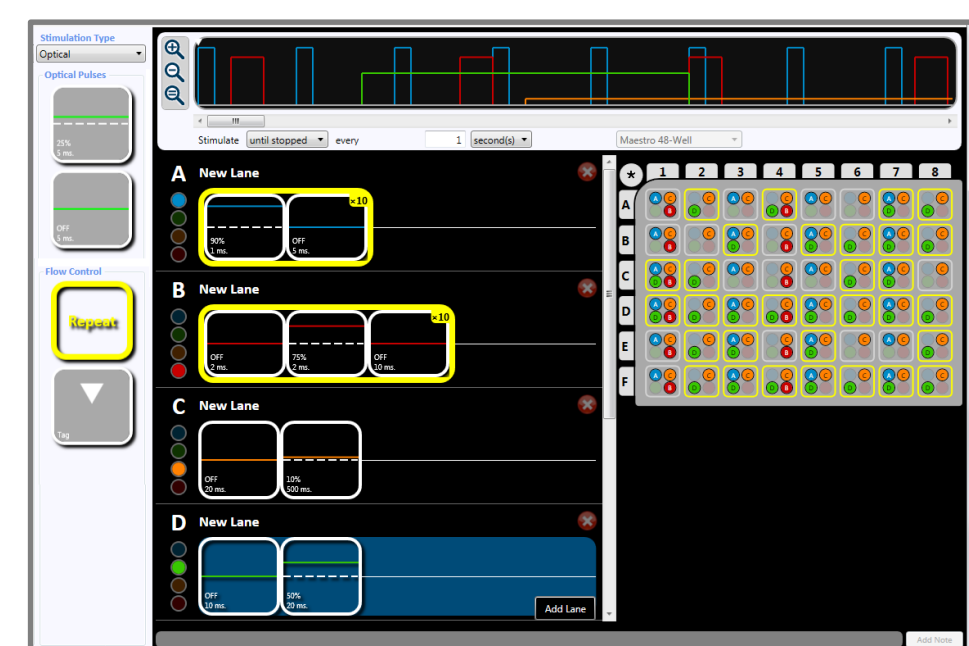 Stimulation Type
Optical
Optical Pulses
25%
5 ms.
OFF
5 ms.
Flow Control
Repeat
Tag
Stimulate until stopped every 1 second(s) Maestro 48-Well
A New Lane
×10
90%
1 ms.
OFF
5 ms.
B New Lane
×10
OFF
2 ms.
75%
2 ms.
OFF
10 ms.
C New Lane
OFF
20 ms.
10%
500 ms.
D New Lane
OFF
10 ms.
50%
20 ms.
Add Lane
* 1 2 3 4 5 6 7 8
A
B
C
D
E
F
Add Note